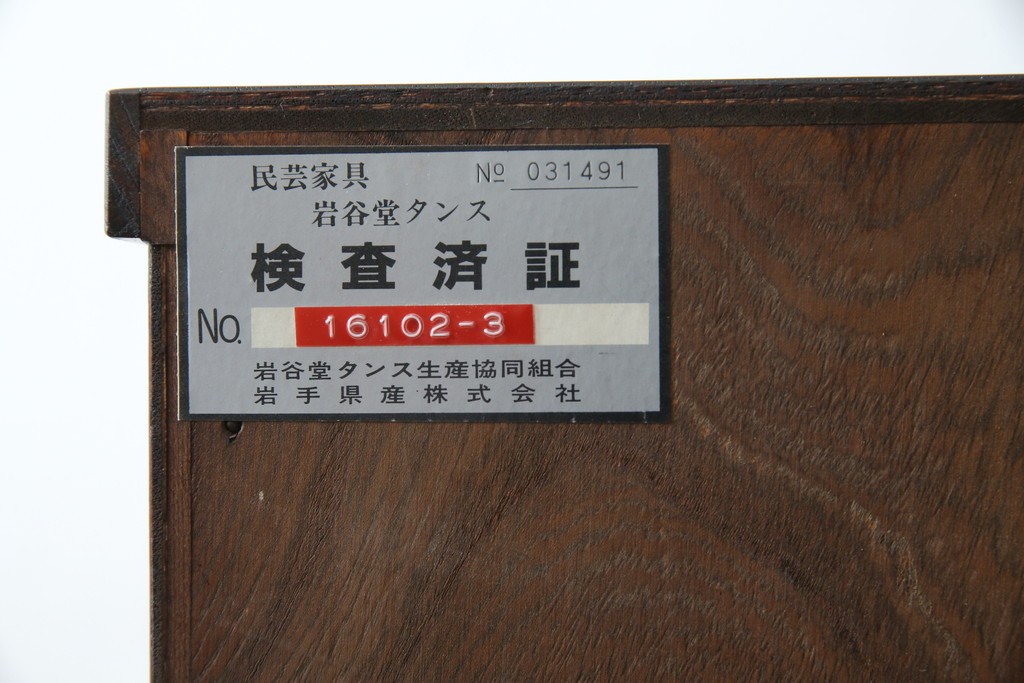 民芸家具 № 031491
岩谷堂タンス
検査済証
No. 16102-3
岩谷堂タンス生産協同組合
岩手県産株式会社